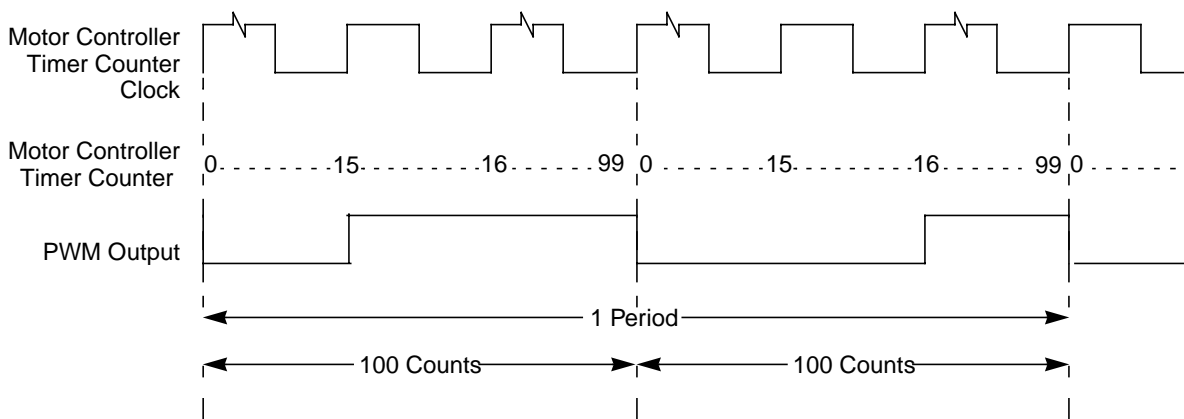 Motor Controller
Timer Counter
Clock
Motor Controller
Timer Counter
0 15 16 99 0 15 16 99 0
PWM Output
1 Period
100 Counts 100 Counts